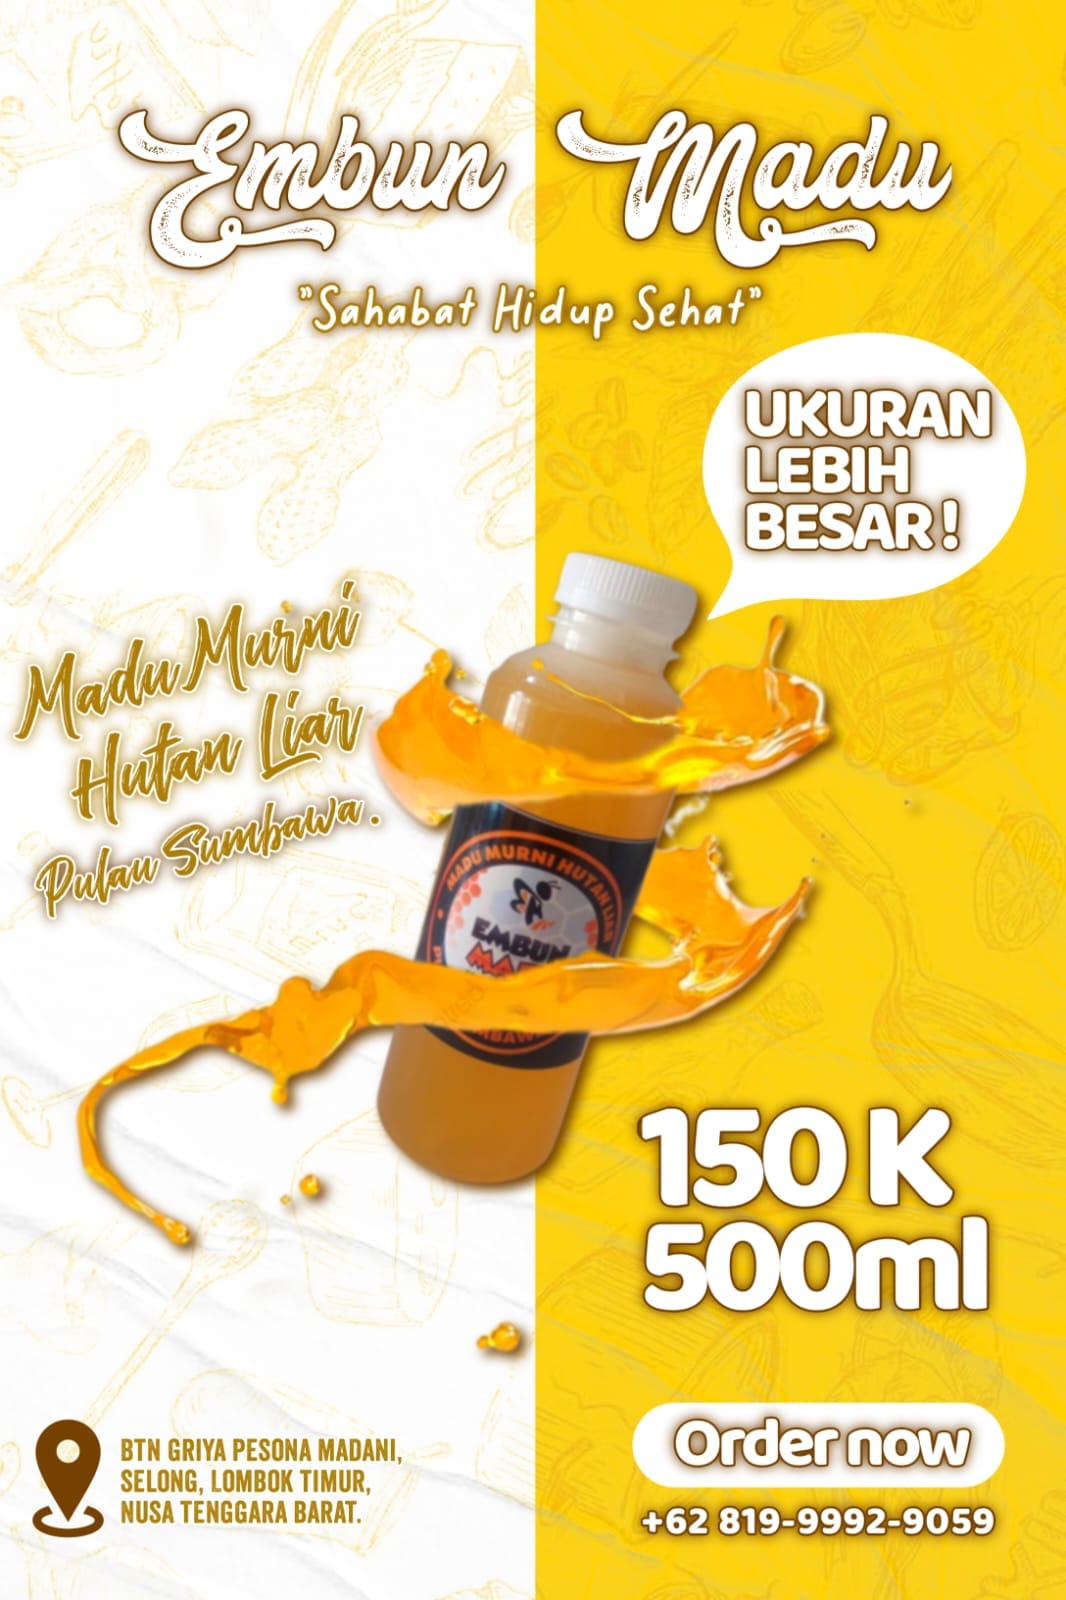 Embun Madu
"Sahabat Hidup Sehat"
UKURAN
LEBIH
BESAR!
Madu Murni
Hutan Liar
Pulau Sumbawa.
MADU MURNI HUTAN LIAR
EMBUN
150 K
500ml
Order now
+62 819-9992-9059
BTN GRIYA PESONA MADANI,
SELONG, LOMBOK TIMUR,
NUSA TENGGARA BARAT.